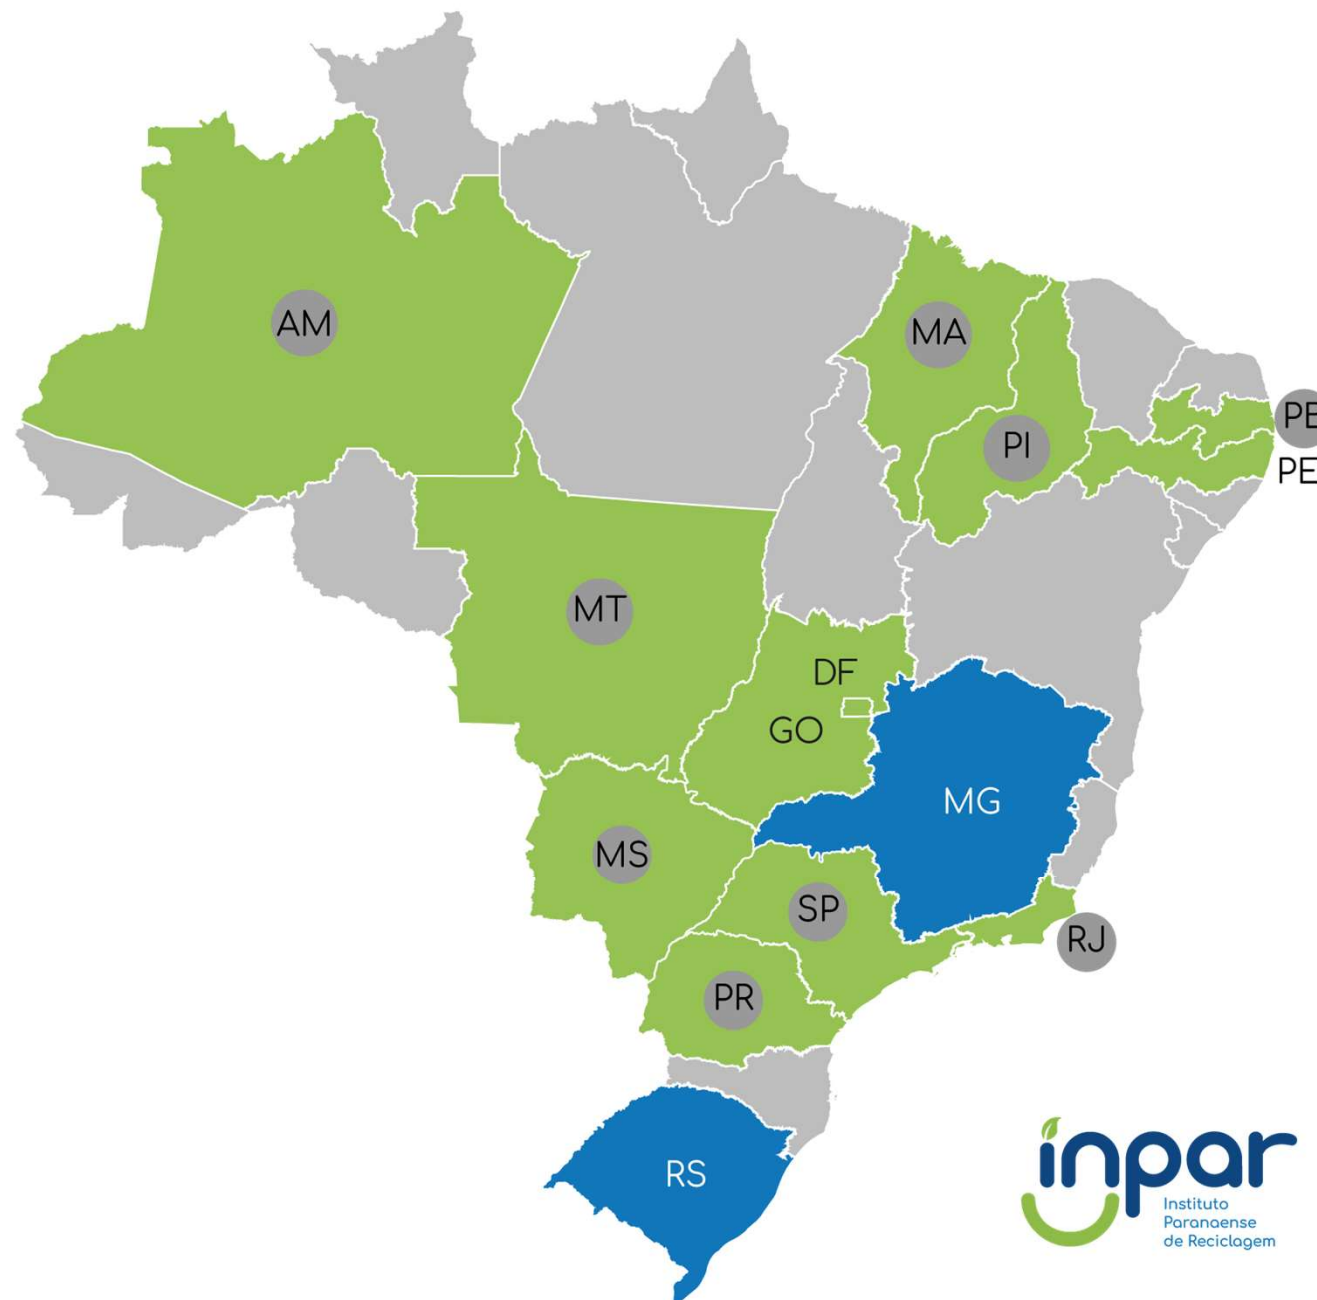 AM
MA
PI
PE
PE
MT
DF
GO
MG
MS
SP
RJ
PR
RS
inpar
Instituto
Paranaense
de Reciclagem